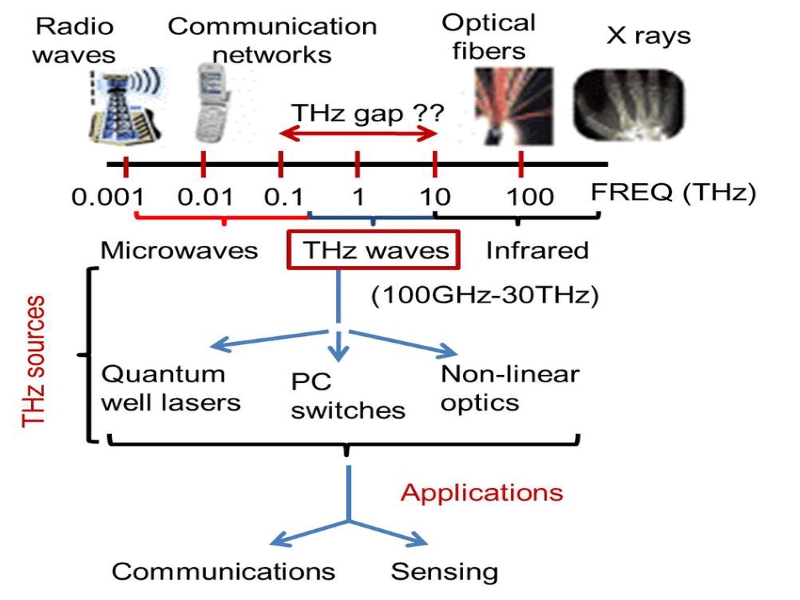 Radio
waves
Communication
networks
Optical
fibers
X rays
THz gap ??
0.001 0.01 0.1 1 10 100 FREQ (THz)
Microwaves THz waves Infrared
(100GHz-30THz)
THz sources
Quantum
well lasers
PC
switches
Non-linear
optics
Applications
Communications Sensing